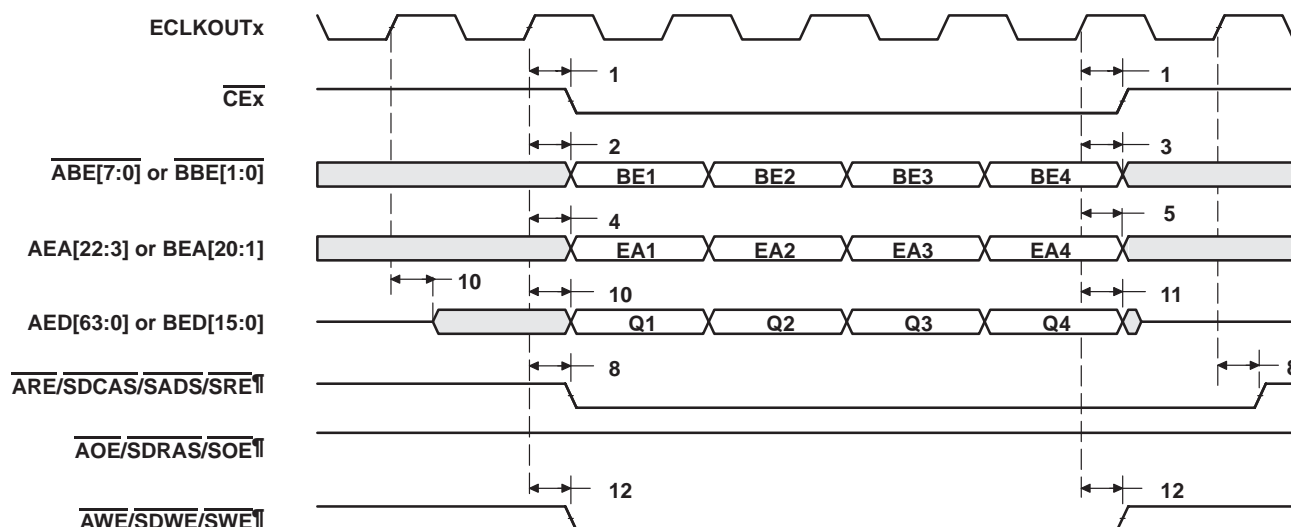 ECLKOUTx
1 1
CEx
2 3
ABE[7:0] or BBE[1:0] BE1 BE2 BE3 BE4
4 5
AEA[22:3] or BEA[20:1] EA1 EA2 EA3 EA4
10 10 11
AED[63:0] or BED[15:0] Q1 Q2 Q3 Q4
8 8
ARE/SDCAS/SADS/SRE¶
AOE/SDRAS/SOE¶
12 12
AWE/SDWE/SWE¶